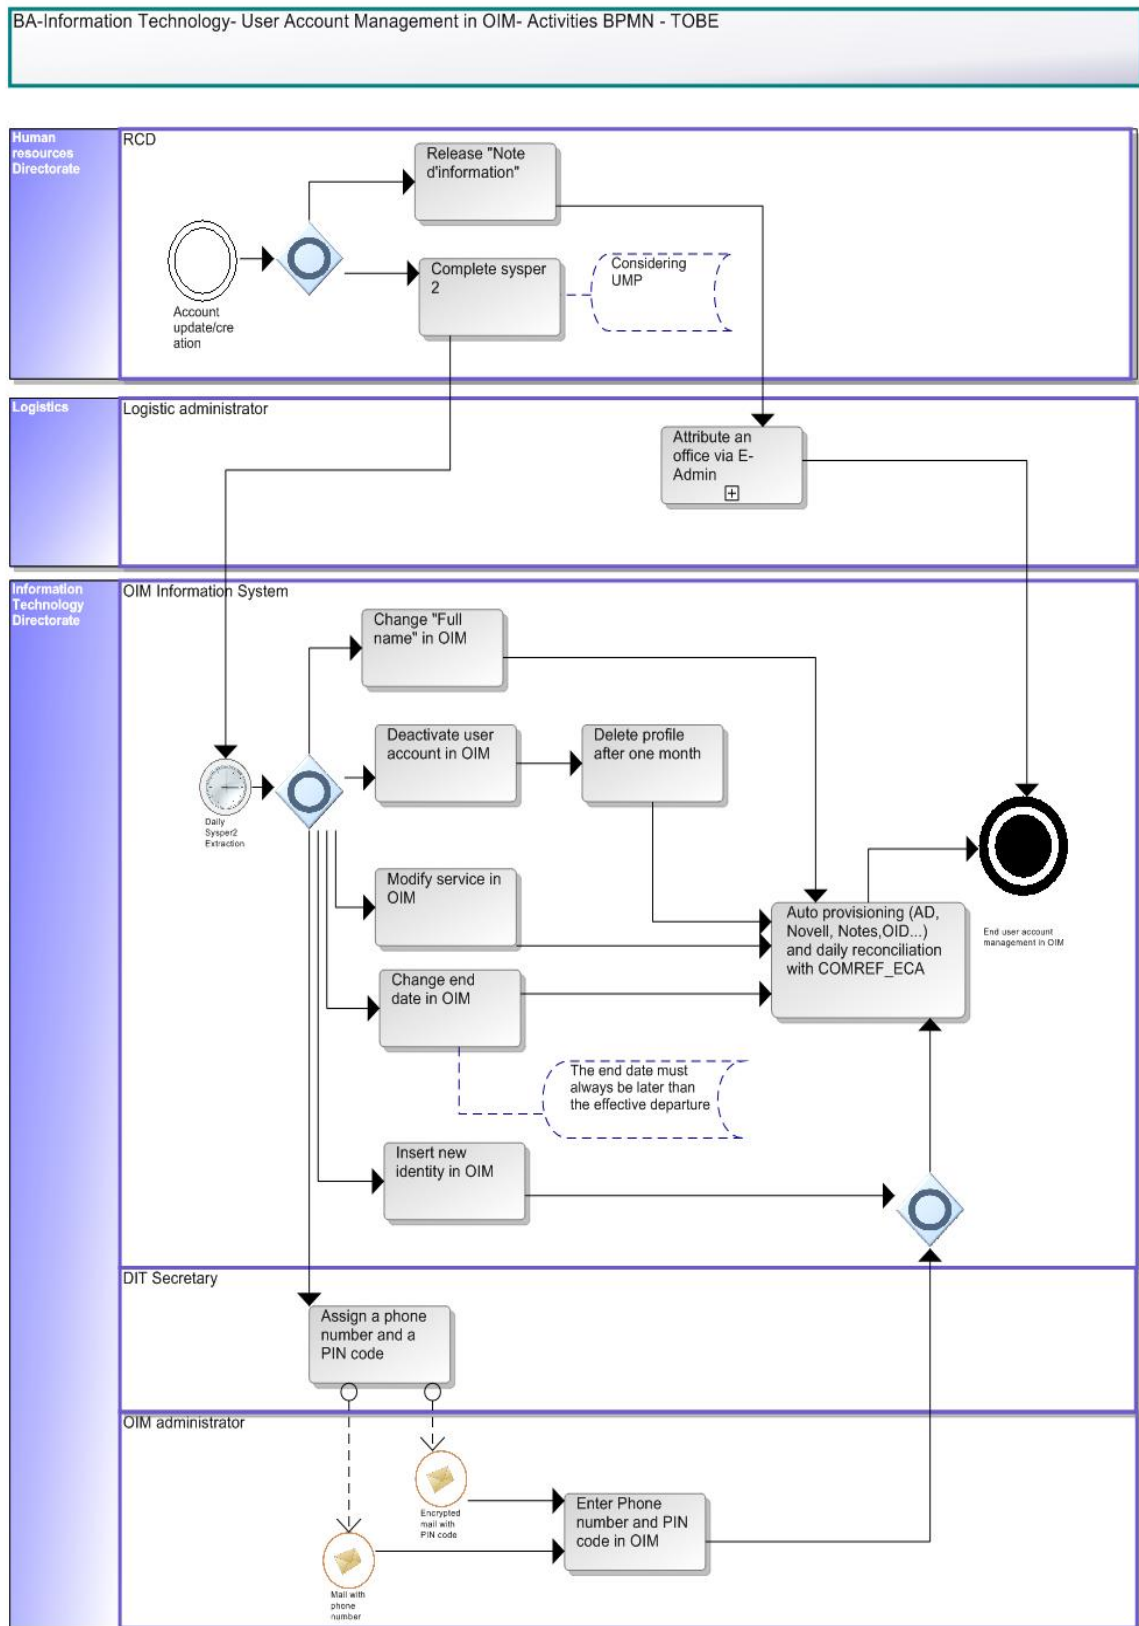 BA-Information Technology- User Account Management in OIM- Activities BPMN - TOBE
Human
resources
Directorate
RCD
Release "Note
d'information"
Complete sysper
2
Considering
UMP
Account
update/cre
ation
Logistics
Logistic administrator
Attribute an
office via E-
Admin
Information
Technology
Directorate
OIM Information System
Change "Full
name" in OIM
Deactivate user
account in OIM
Delete profile
after one month
Daily
Sysper2
Extraction
Modify service in
OIM
Auto provisioning (AD,
Novell, Notes,OID...)
and daily reconciliation
with COMREF_ECA
End user account
management in OIM
Change end
date in OIM
The end date must
always be later than
the effective departure
Insert new
identity in OIM
DIT Secretary
Assign a phone
number and a
PIN code
OIM administrator
Encrypted
mail with
PIN code
Enter Phone
number and PIN
code in OIM
Mail with
phone
number